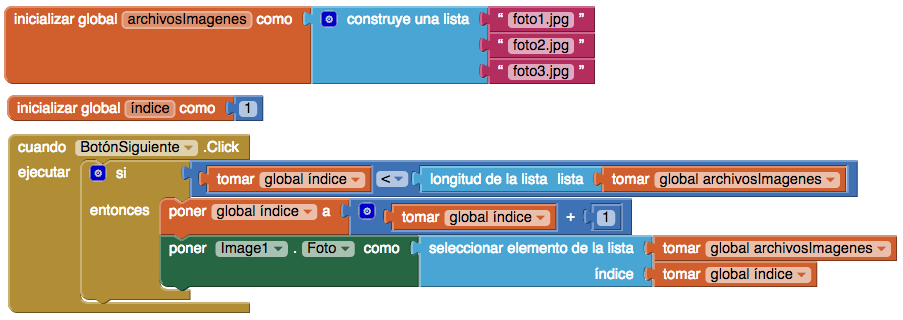 inicializar global archivosImagenes como construye una lista " foto1.jpg "
" foto2.jpg "
" foto3.jpg "
inicializar global índice como 1
cuando BotónSiguiente .Click
ejecutar si tomar global índice < longitud de la lista lista tomar global archivosImagenes
entonces poner global índice a tomar global índice + 1
poner Image1 . Foto como seleccionar elemento de la lista tomar global archivosImagenes
índice tomar global índice